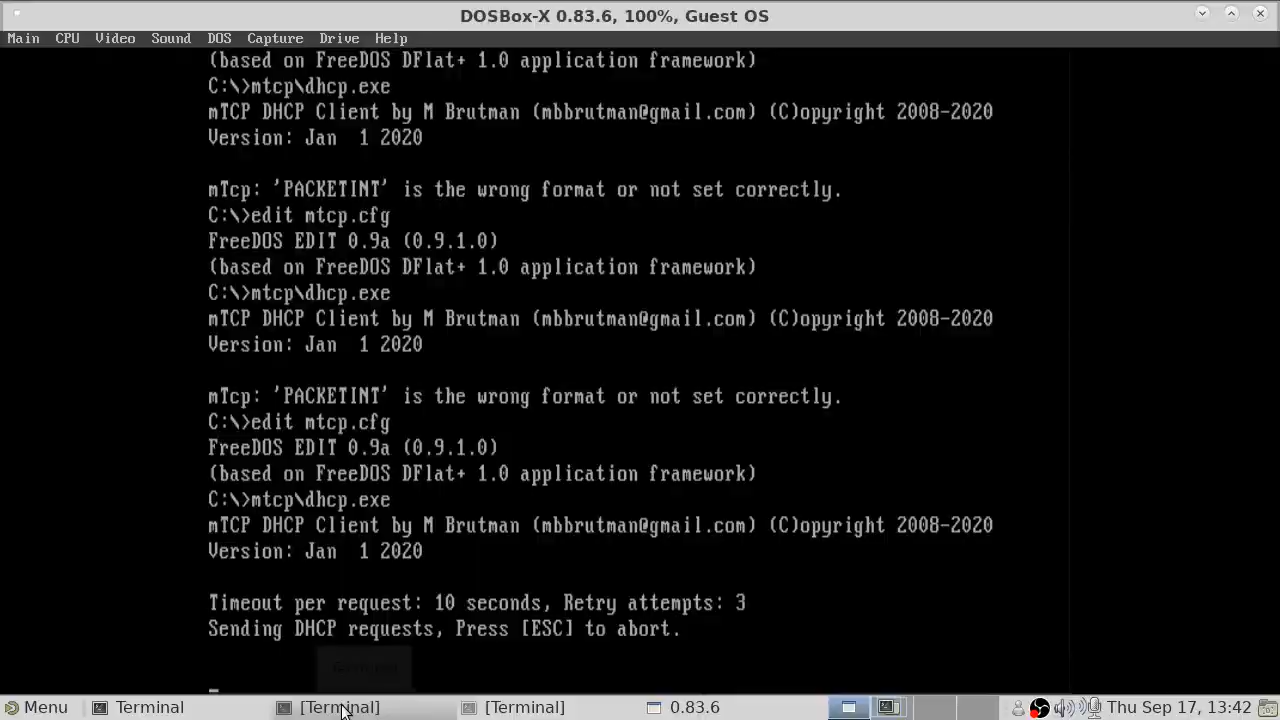 DOSBox-X 0.83.6, 100%, Guest OS
Main CPU Video Sound DOS Capture Drive Help
(based on FreeDOS DFlat+ 1.0 application framework)
C:\>mtcp\dhcp.exe
mTCP DHCP Client by M Brutman (mbbrutman@gmail.com) (C)opyright 2008-2020
Version: Jan  1 2020
mTcp: 'PACKETINT' is the wrong format or not set correctly.
C:\>edit mtcp.cfg
FreeDOS EDIT 0.9a (0.9.1.0)
(based on FreeDOS DFlat+ 1.0 application framework)
C:\>mtcp\dhcp.exe
mTCP DHCP Client by M Brutman (mbbrutman@gmail.com) (C)opyright 2008-2020
Version: Jan  1 2020
mTcp: 'PACKETINT' is the wrong format or not set correctly.
C:\>edit mtcp.cfg
FreeDOS EDIT 0.9a (0.9.1.0)
(based on FreeDOS DFlat+ 1.0 application framework)
C:\>mtcp\dhcp.exe
mTCP DHCP Client by M Brutman (mbbrutman@gmail.com) (C)opyright 2008-2020
Version: Jan  1 2020
Timeout per request: 10 seconds, Retry attempts: 3
Sending DHCP requests, Press [ESC] to abort.
Menu Terminal [Terminal] [Terminal] 0.83.6 Thu Sep 17, 13:42